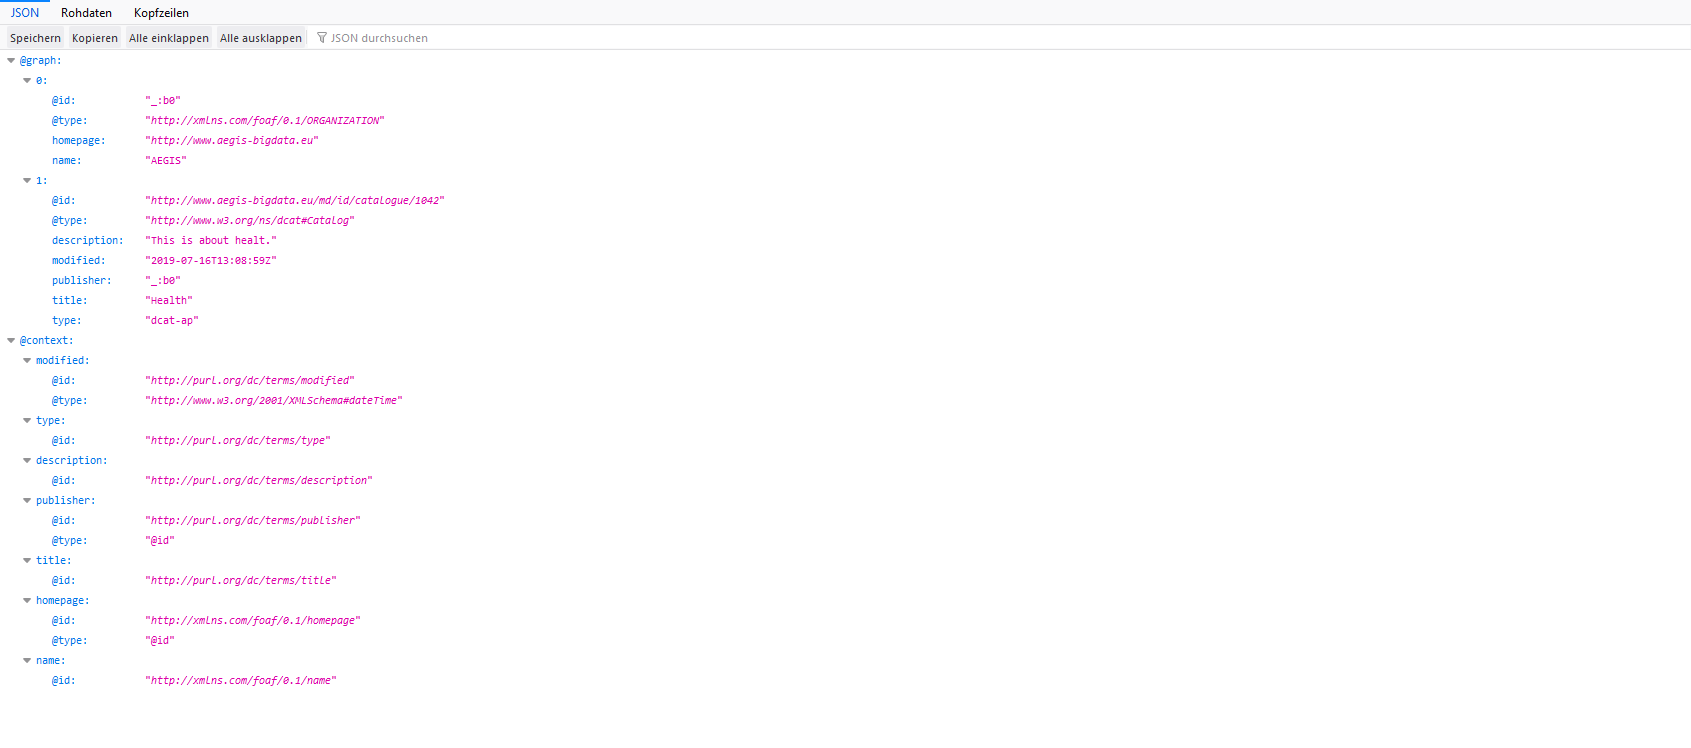 JSON Rohdaten Kopfzeilen
Speichern Kopieren Alle einklappen Alle ausklappen JSON durchsuchen
@graph:
0:
@id: "_:b0"
@type: "http://xmlns.com/foaf/0.1/ORGANIZATION"
homepage: "http://www.aegis-bigdata.eu"
name: "AEGIS"
1:
@id: "http://www.aegis-bigdata.eu/md/id/catalogue/1042"
@type: "http://www.w3.org/ns/dcat#Catalog"
description: "This is about healt."
modified: "2019-07-16T13:08:59Z"
publisher: "_:b0"
title: "Health"
type: "dcat-ap"
@context:
modified:
@id: "http://purl.org/dc/terms/modified"
@type: "http://www.w3.org/2001/XMLSchema#dateTime"
type:
@id: "http://purl.org/dc/terms/type"
description:
@id: "http://purl.org/dc/terms/description"
publisher:
@id: "http://purl.org/dc/terms/publisher"
@type: "@id"
title:
@id: "http://purl.org/dc/terms/title"
homepage:
@id: "http://xmlns.com/foaf/0.1/homepage"
@type: "@id"
name:
@id: "http://xmlns.com/foaf/0.1/name"